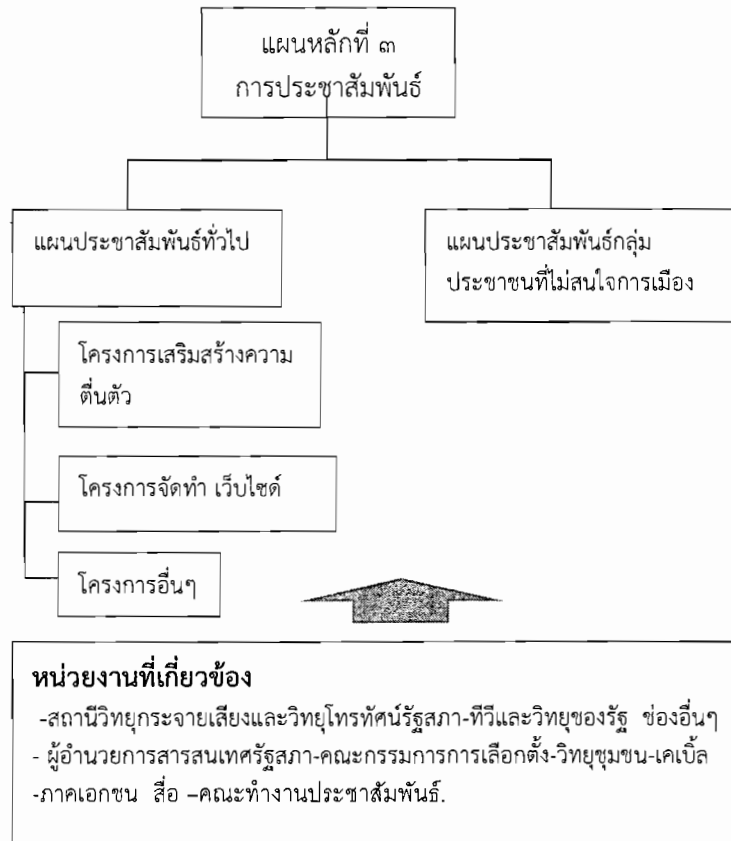 แผนหลักที่ ๓
การประชาสัมพันธ์
แผนประชาสัมพันธ์ทั่วไป
แผนประชาสัมพันธ์กลุ่ม
ประชาชนที่ไม่สนใจการเมือง
โครงการเสริมสร้างความ
ตื่นตัว
โครงการจัดทำ เว็บไซด์
โครงการอื่นๆ
หน่วยงานที่เกี่ยวข้อง
-สถานีวิทยุกระจายเสียงและวิทยุโทรทัศน์รัฐสภา-ทีวีและวิทยุของรัฐ ช่องอื่นๆ
- ผู้อำนวยการสารสนเทศรัฐสภา-คณะกรรมการการเลือกตั้ง-วิทยุชุมชน-เคเบิ้ล
-ภาคเอกชน สื่อ –คณะทำงานประชาสัมพันธ์.